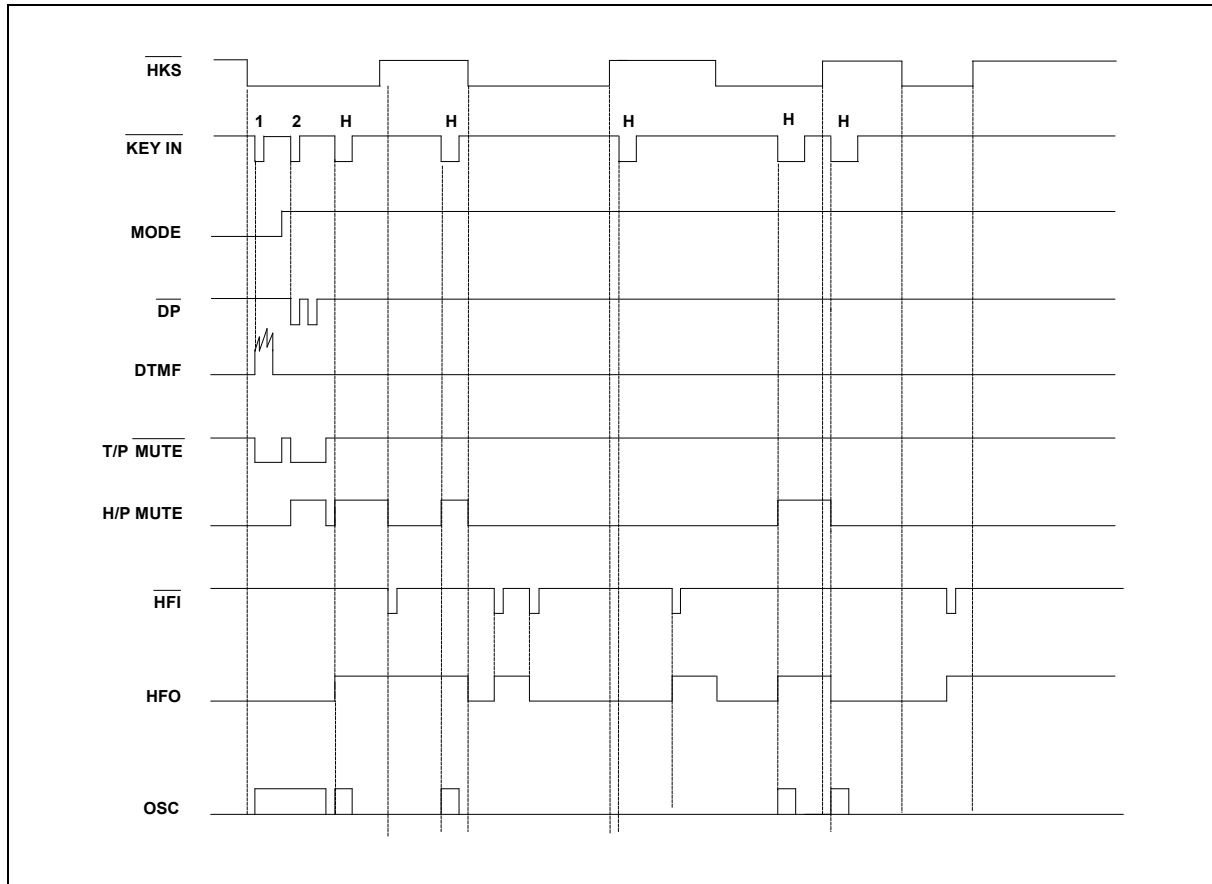 HKS
1 2 H H H H H
KEY IN
MODE
DP
DTMF
T/P MUTE
H/P MUTE
HFI
HFO
OSC